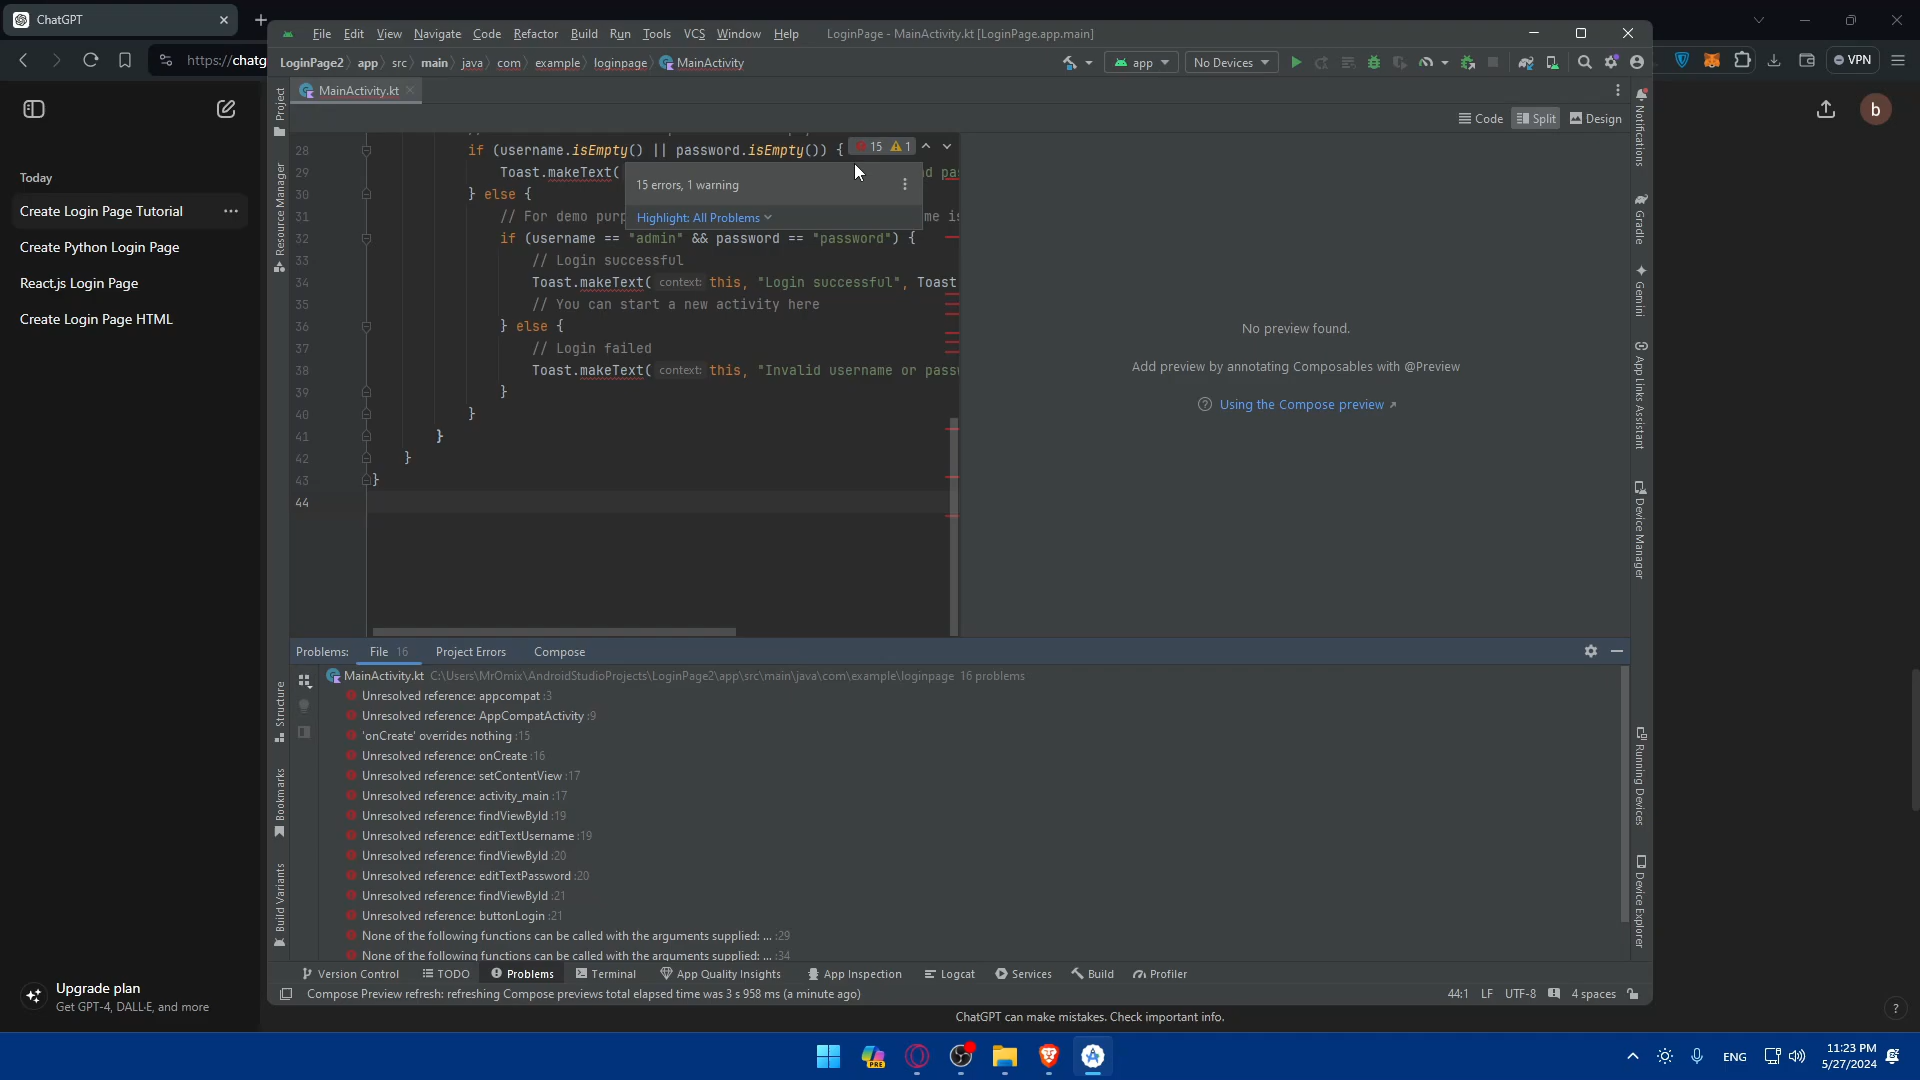 ChatGPT
https://chatg
VPN
File Edit View Navigate Code Refactor Build Run Tools VCS Window Help LoginPage - MainActivity.kt [LoginPage.app.main]
LoginPage2 app src main java com example loginpage MainActivity
app No Devices
MainActivity.kt
Code Split Design
b
Today
Create Login Page Tutorial
Create Python Login Page
React.js Login Page
Create Login Page HTML
Upgrade plan
Get GPT-4, DALL·E, and more
Project
Resource Manager
Structure
Bookmarks
Build Variants
15 1
28 if (username.isEmpty() || password.isEmpty()) {
29 Toast.makeText( d pa
15 errors, 1 warning
Highlight: All Problems
30 } else {
31 // For demo purp me is
32 if (username == "admin" && password == "password") {
33 // Login successful
34 Toast.makeText( context: this, "Login successful", Toast
35 // You can start a new activity here
36 } else {
37 // Login failed
38 Toast.makeText( context: this, "Invalid username or passw
39 }
40 }
41 }
42 }
43 }
44
No preview found.
Add preview by annotating Composables with @Preview
Using the Compose preview
Notifications
Gradle
Gemini
App Links Assistant
Device Manager
Running Devices
Device Explorer
Problems: File 16 Project Errors Compose
MainActivity.kt C:\Users\MrOmix\AndroidStudioProjects\LoginPage2\app\src\main\java\com\example\loginpage 16 problems
Unresolved reference: appcompat :3
Unresolved reference: AppCompatActivity :9
'onCreate' overrides nothing :15
Unresolved reference: onCreate :16
Unresolved reference: setContentView :17
Unresolved reference: activity_main :17
Unresolved reference: findViewById :19
Unresolved reference: editTextUsername :19
Unresolved reference: findViewById :20
Unresolved reference: editTextPassword :20
Unresolved reference: findViewById :21
Unresolved reference: buttonLogin :21
None of the following functions can be called with the arguments supplied: ... :29
None of the following functions can be called with the arguments supplied: ... :34
Version Control TODO Problems Terminal App Quality Insights App Inspection Logcat Services Build Profiler
Compose Preview refresh: refreshing Compose previews total elapsed time was 3 s 958 ms (a minute ago)
44:1 LF UTF-8 4 spaces
ChatGPT can make mistakes. Check important info.
?
PRE
ENG
11:23 PM
5/27/2024